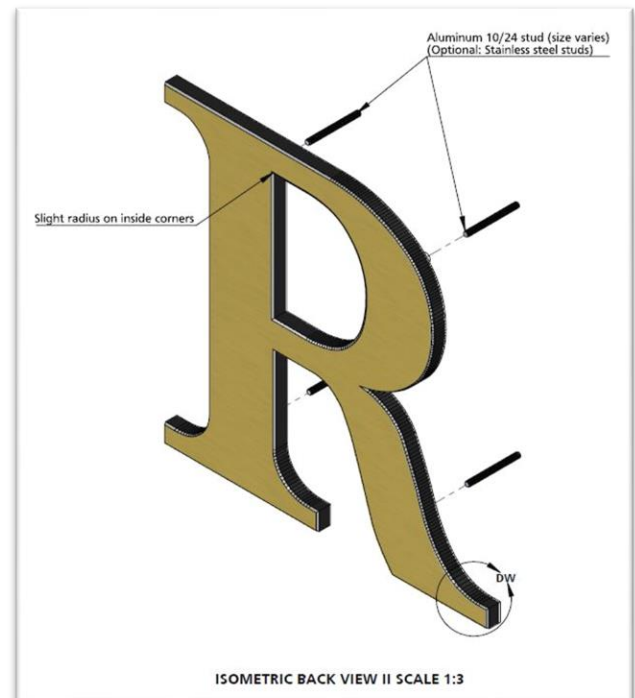 Aluminum 10/24 stud (size varies)
(Optional: Stainless steel studs)
R
Slight radius on inside corners
DW
ISOMETRIC BACK VIEW II SCALE 1:3